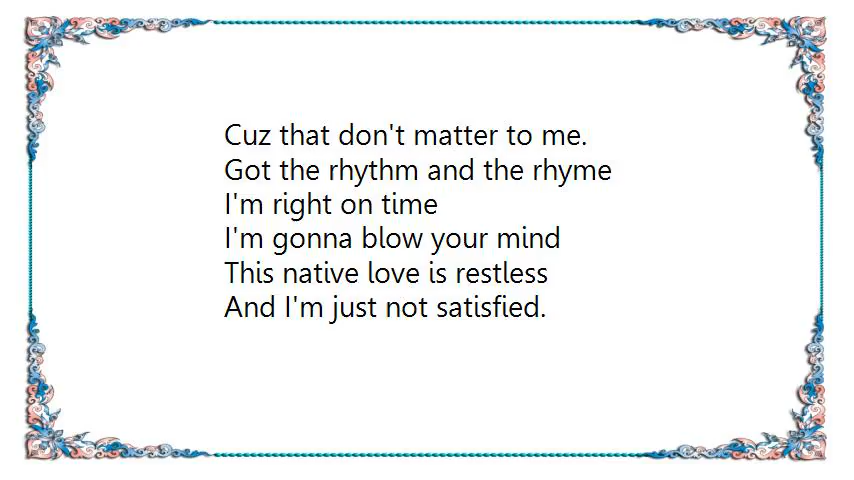 Cuz that don't matter to me.
Got the rhythm and the rhyme
I'm right on time
I'm gonna blow your mind
This native love is restless
And I'm just not satisfied.